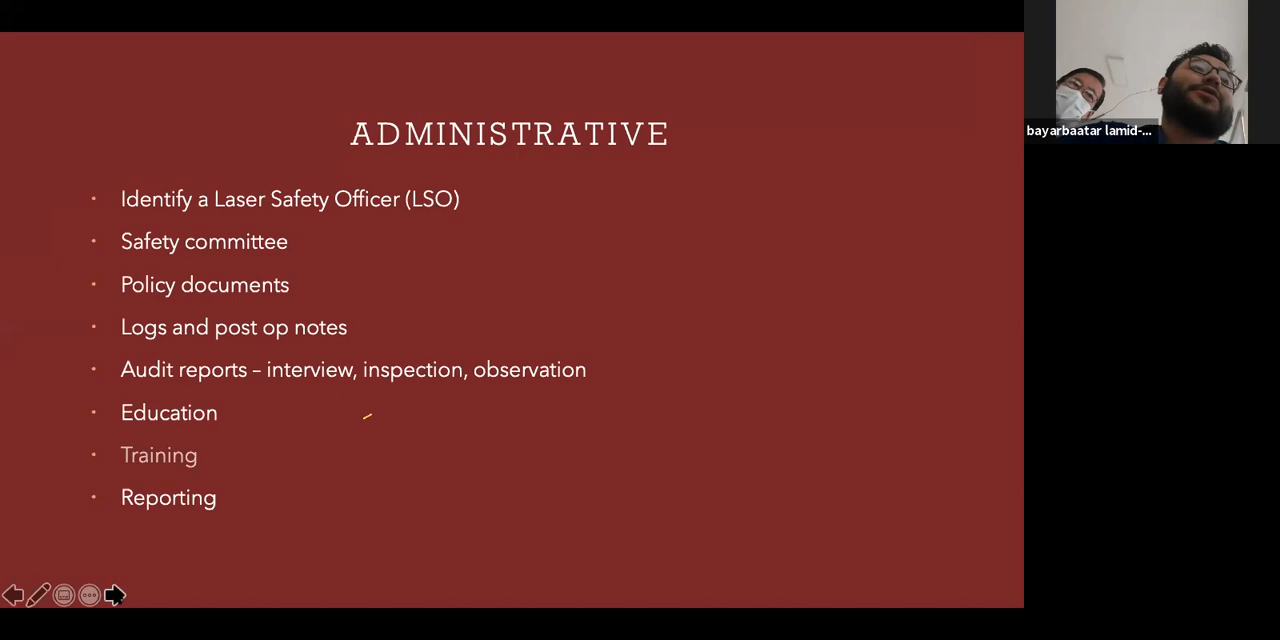 ADMINISTRATIVE
Identify a Laser Safety Officer (LSO)
Safety committee
Policy documents
Logs and post op notes
Audit reports – interview, inspection, observation
Education
Training
Reporting
bayarbaatar lamid-...